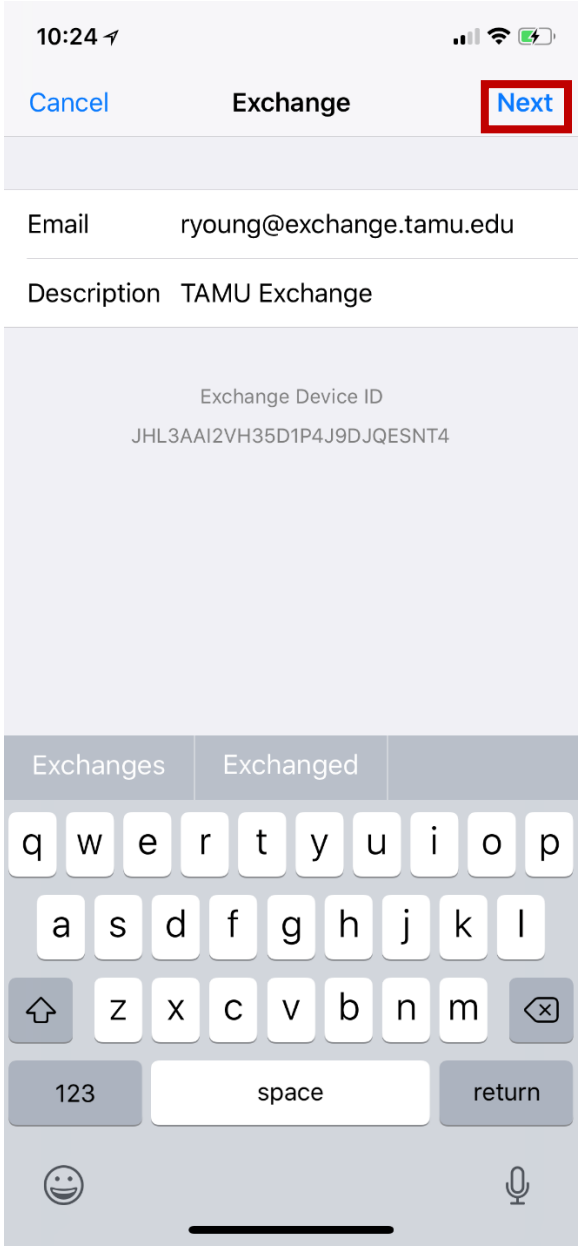 10:24
Cancel Exchange Next
Email ryoung@exchange.tamu.edu
Description TAMU Exchange
Exchange Device ID
JHL3AAI2VH35D1P4J9DJQESNT4
Exchanges Exchanged
q w e r t y u i o p
a s d f g h j k l
z x c v b n m
123 space return